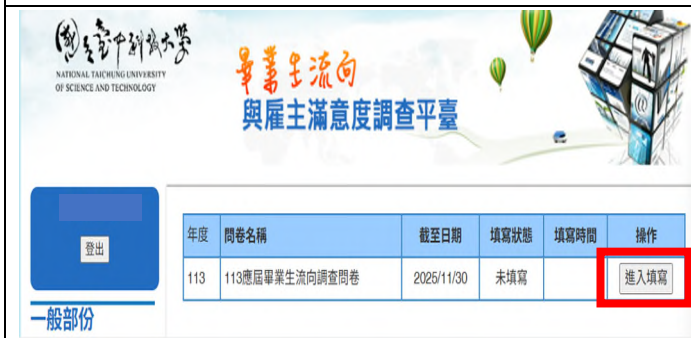 國立臺中科技大學
NATIONAL TAICHUNG UNIVERSITY
OF SCIENCE AND TECHNOLOGY
畢業生流向
與雇主滿意度調查平臺
登出
一般部份
年度 問卷名稱 截至日期 填寫狀態 填寫時間 操作
113 113應屆畢業生流向調查問卷 2025/11/30 未填寫 進入填寫